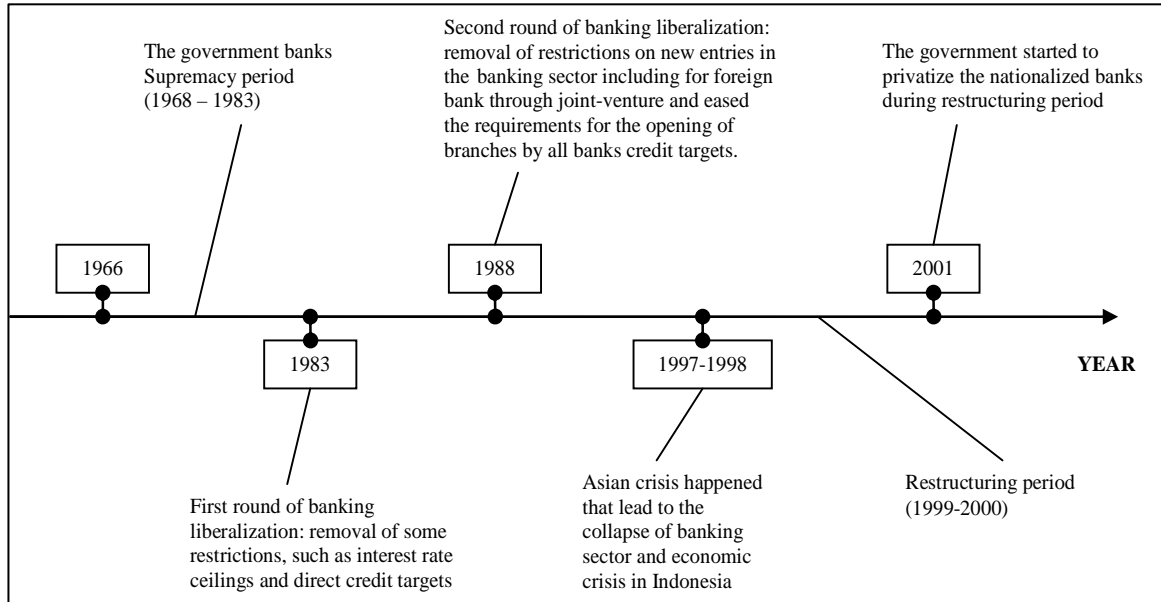 The government banks
Supremacy period
(1968 – 1983)
Second round of banking liberalization:
removal of restrictions on new entries in
the banking sector including for foreign
bank through joint-venture and eased
the requirements for the opening of
branches by all banks credit targets.
The government started to
privatize the nationalized banks
during restructuring period
1966
1988
2001
1983
1997-1998
YEAR
First round of banking
liberalization: removal of some
restrictions, such as interest rate
ceilings and direct credit targets
Asian crisis happened
that lead to the
collapse of banking
sector and economic
crisis in Indonesia
Restructuring period
(1999-2000)